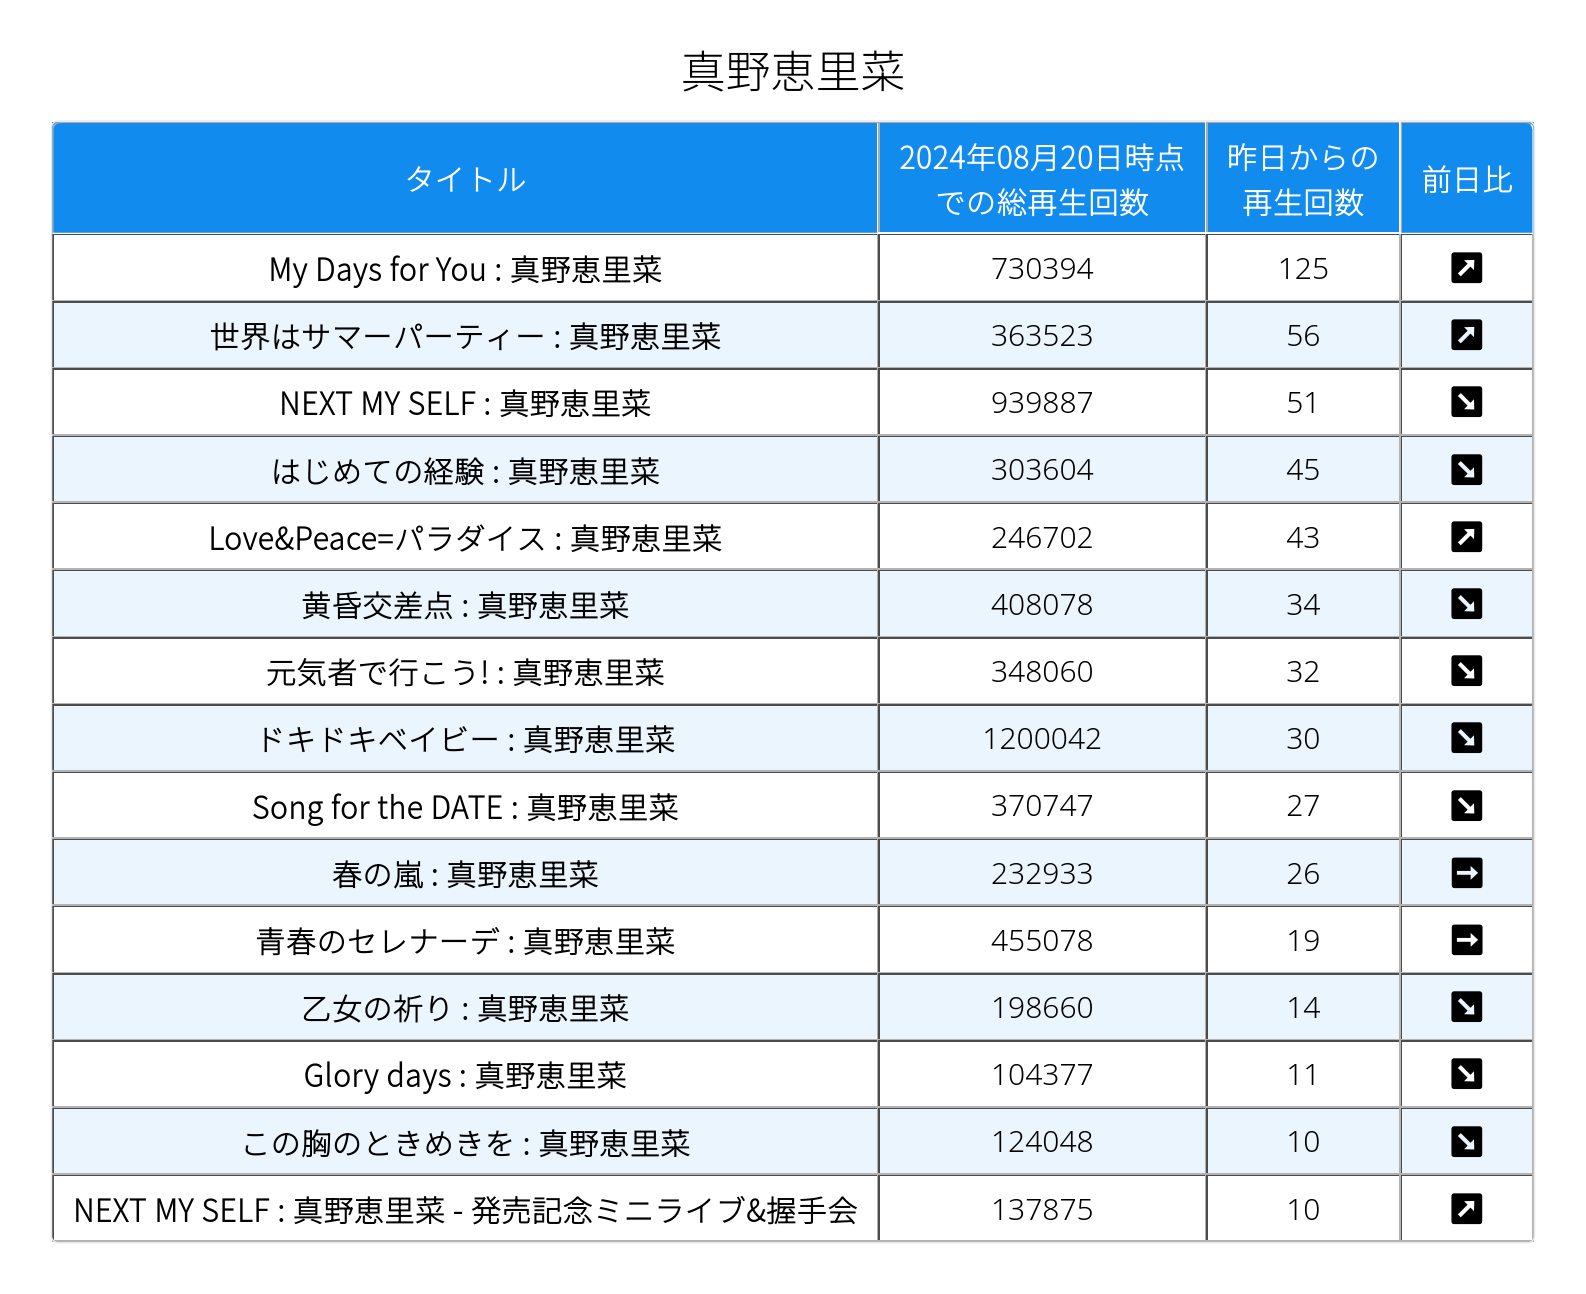 真野恵里菜
タイトル
2024年08月20日時点
での総再生回数
昨日からの
再生回数
前日比
My Days for You : 真野恵里菜 730394 125 ↗
世界はサマーパーティー : 真野恵里菜 363523 56 ↗
NEXT MY SELF : 真野恵里菜 939887 51 ↘
はじめての経験 : 真野恵里菜 303604 45 ↘
Love&Peace=パラダイス : 真野恵里菜 246702 43 ↗
黄昏交差点 : 真野恵里菜 408078 34 ↘
元気者で行こう! : 真野恵里菜 348060 32 ↘
ドキドキベイビー : 真野恵里菜 1200042 30 ↘
Song for the DATE : 真野恵里菜 370747 27 ↘
春の嵐 : 真野恵里菜 232933 26 →
青春のセレナーデ : 真野恵里菜 455078 19 →
乙女の祈り : 真野恵里菜 198660 14 ↘
Glory days : 真野恵里菜 104377 11 ↘
この胸のときめきを : 真野恵里菜 124048 10 ↘
NEXT MY SELF : 真野恵里菜 - 発売記念ミニライブ&握手会 137875 10 ↗